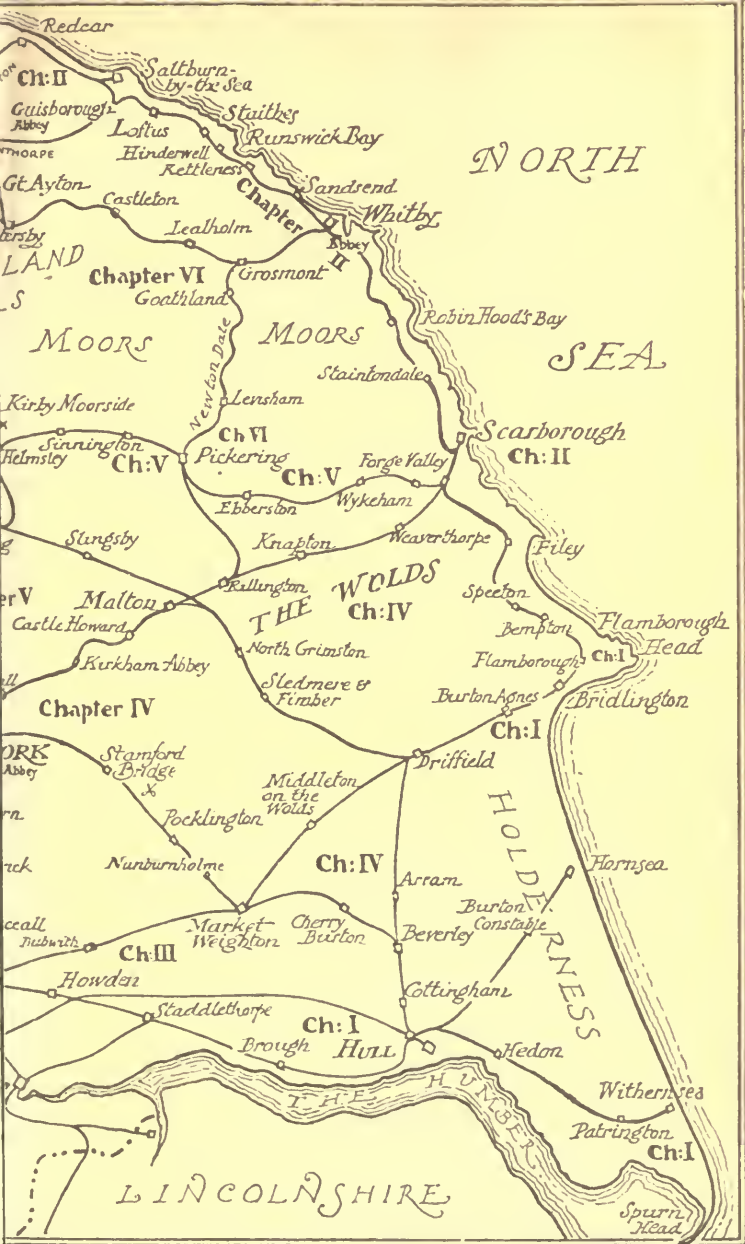 Redcar
Ch: II
Saltburn-
by-the Sea
Guisborough
Abbey
Staithes
Loftus
Runswick Bay
Hinderwell
Kettleness
NORTH
Gt Ayton
Castleton
Sandsend
Chapter
II
Whitby
Abbey
Lealholm
LAND
S
Chapter VI
Grosmont
Goathland
MOORS
MOORS
Newton Dale
Robin Hood's Bay
SEA
Staintondale
Kirby Moorside
Levisham
Sinnington
Helmsley
Ch VI
Ch: V
Pickering
Ch: V
Forge Valley
Scarborough
Ch: II
Ebberston
Wykeham
Slingsby
Knapton
Weaverthorpe
Filey
Rillington
THE WOLDS
Ch: IV
Malton
Speeton
Bempton
Flamborough
Head
Castle Howard
North Grimston
Flamborough
Ch: I
Kirkham Abbey
Sledmere &
Fimber
Burton Agnes
Bridlington
Chapter IV
Ch: I
ORK
Abbey
Stamford
Bridge
Driffield
Middleton
on the
Wolds
Pocklington
HOLDERNESS
Nunburnholme
Ch: IV
Hornsea
Arram
Burton
Constable
Market
Weighton
Cherry
Burton
Beverley
Bubwith
Ch: III
Howden
Cottingham
Staddlethorpe
Ch: I
Brough
HULL
Hedon
THE HUMBER
Withernsea
Patrington
Ch: I
LINCOLNSHIRE
Spurn
Head